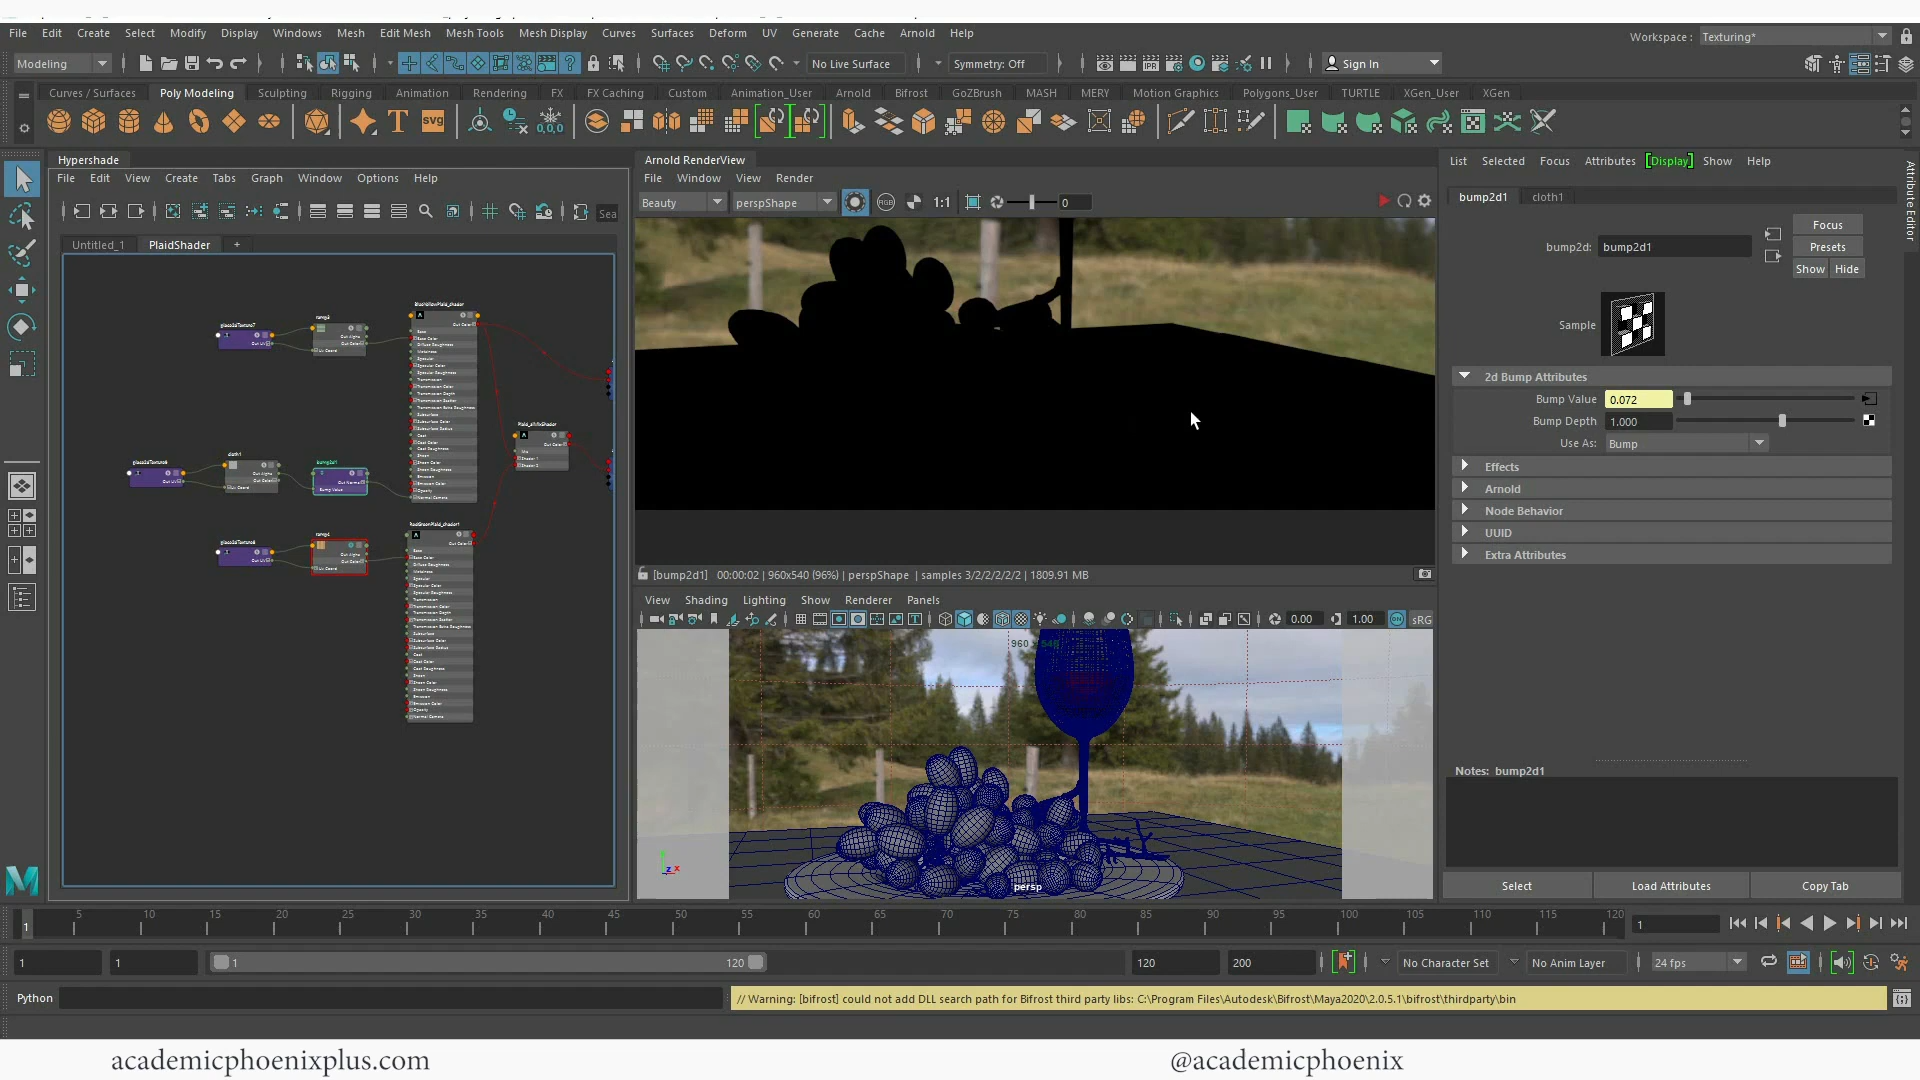 File Edit Create Select Modify Display Windows Mesh Edit Mesh Mesh Tools Mesh Display Curves Surfaces Deform UV Generate Cache Arnold Help
Workspace : Texturing*
Modeling No Live Surface Symmetry: Off Sign In
Curves / Surfaces Poly Modeling Sculpting Rigging Animation Rendering FX FX Caching Custom Animation_User Arnold Bifrost GoZBrush MASH MERY Motion Graphics Polygons_User TURTLE XGen_User XGen
svg 0,0,0
Hypershade
File Edit View Create Tabs Graph Window Options Help
Sea
Untitled_1 PlaidShader +
Arnold RenderView
File Window View Render
Beauty perspShape RGB 1:1 0
[bump2d1] 00:00:02 | 960x540 (96%) | perspShape | samples 3/2/2/2/2/2 | 1809.91 MB
View Shading Lighting Show Renderer Panels
0.00 1.00 sRG
persp
List Selected Focus Attributes Display Show Help
Attribute Editor
bump2d1 cloth1
bump2d: bump2d1
Focus
Presets
Show Hide
Sample
2d Bump Attributes
Bump Value 0.072
Bump Depth 1.000
Use As: Bump
Effects
Arnold
Node Behavior
UUID
Extra Attributes
Notes: bump2d1
Select Load Attributes Copy Tab
5 10 15 20 25 30 35 40 45 50 55 60 65 70 75 80 85 90 95 100 105 110 115 120
1 1
1 1 1 120 120 200 No Character Set No Anim Layer 24 fps
Python // Warning: [bifrost] could not add DLL search path for Bifrost third party libs: C:\Program Files\Autodesk\Bifrost\Maya2020\2.0.5.1\bifrost\thirdparty\bin
academicphoenixplus.com @academicphoenix